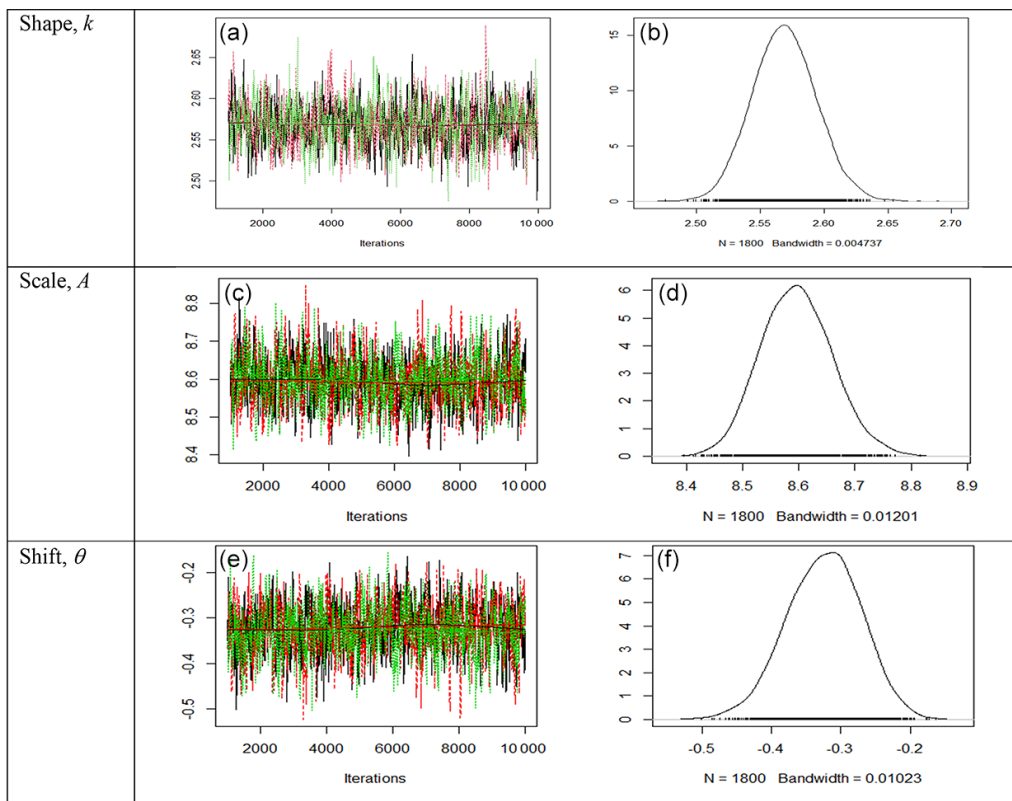 Shape, k
(a)
2.65
2.60
2.55
2.50
2000 4000 6000 8000 10 000
Iterations
(b)
15
10
5
0
2.50 2.55 2.60 2.65 2.70
N = 1800 Bandwidth = 0.004737
Scale, A
(c)
8.8
8.7
8.6
8.5
8.4
2000 4000 6000 8000 10 000
Iterations
(d)
6
5
4
3
2
1
0
8.4 8.5 8.6 8.7 8.8 8.9
N = 1800 Bandwidth = 0.01201
Shift, θ
(e)
-0.2
-0.3
-0.4
-0.5
2000 4000 6000 8000 10 000
Iterations
(f)
7
6
5
4
3
2
1
0
-0.5 -0.4 -0.3 -0.2
N = 1800 Bandwidth = 0.01023